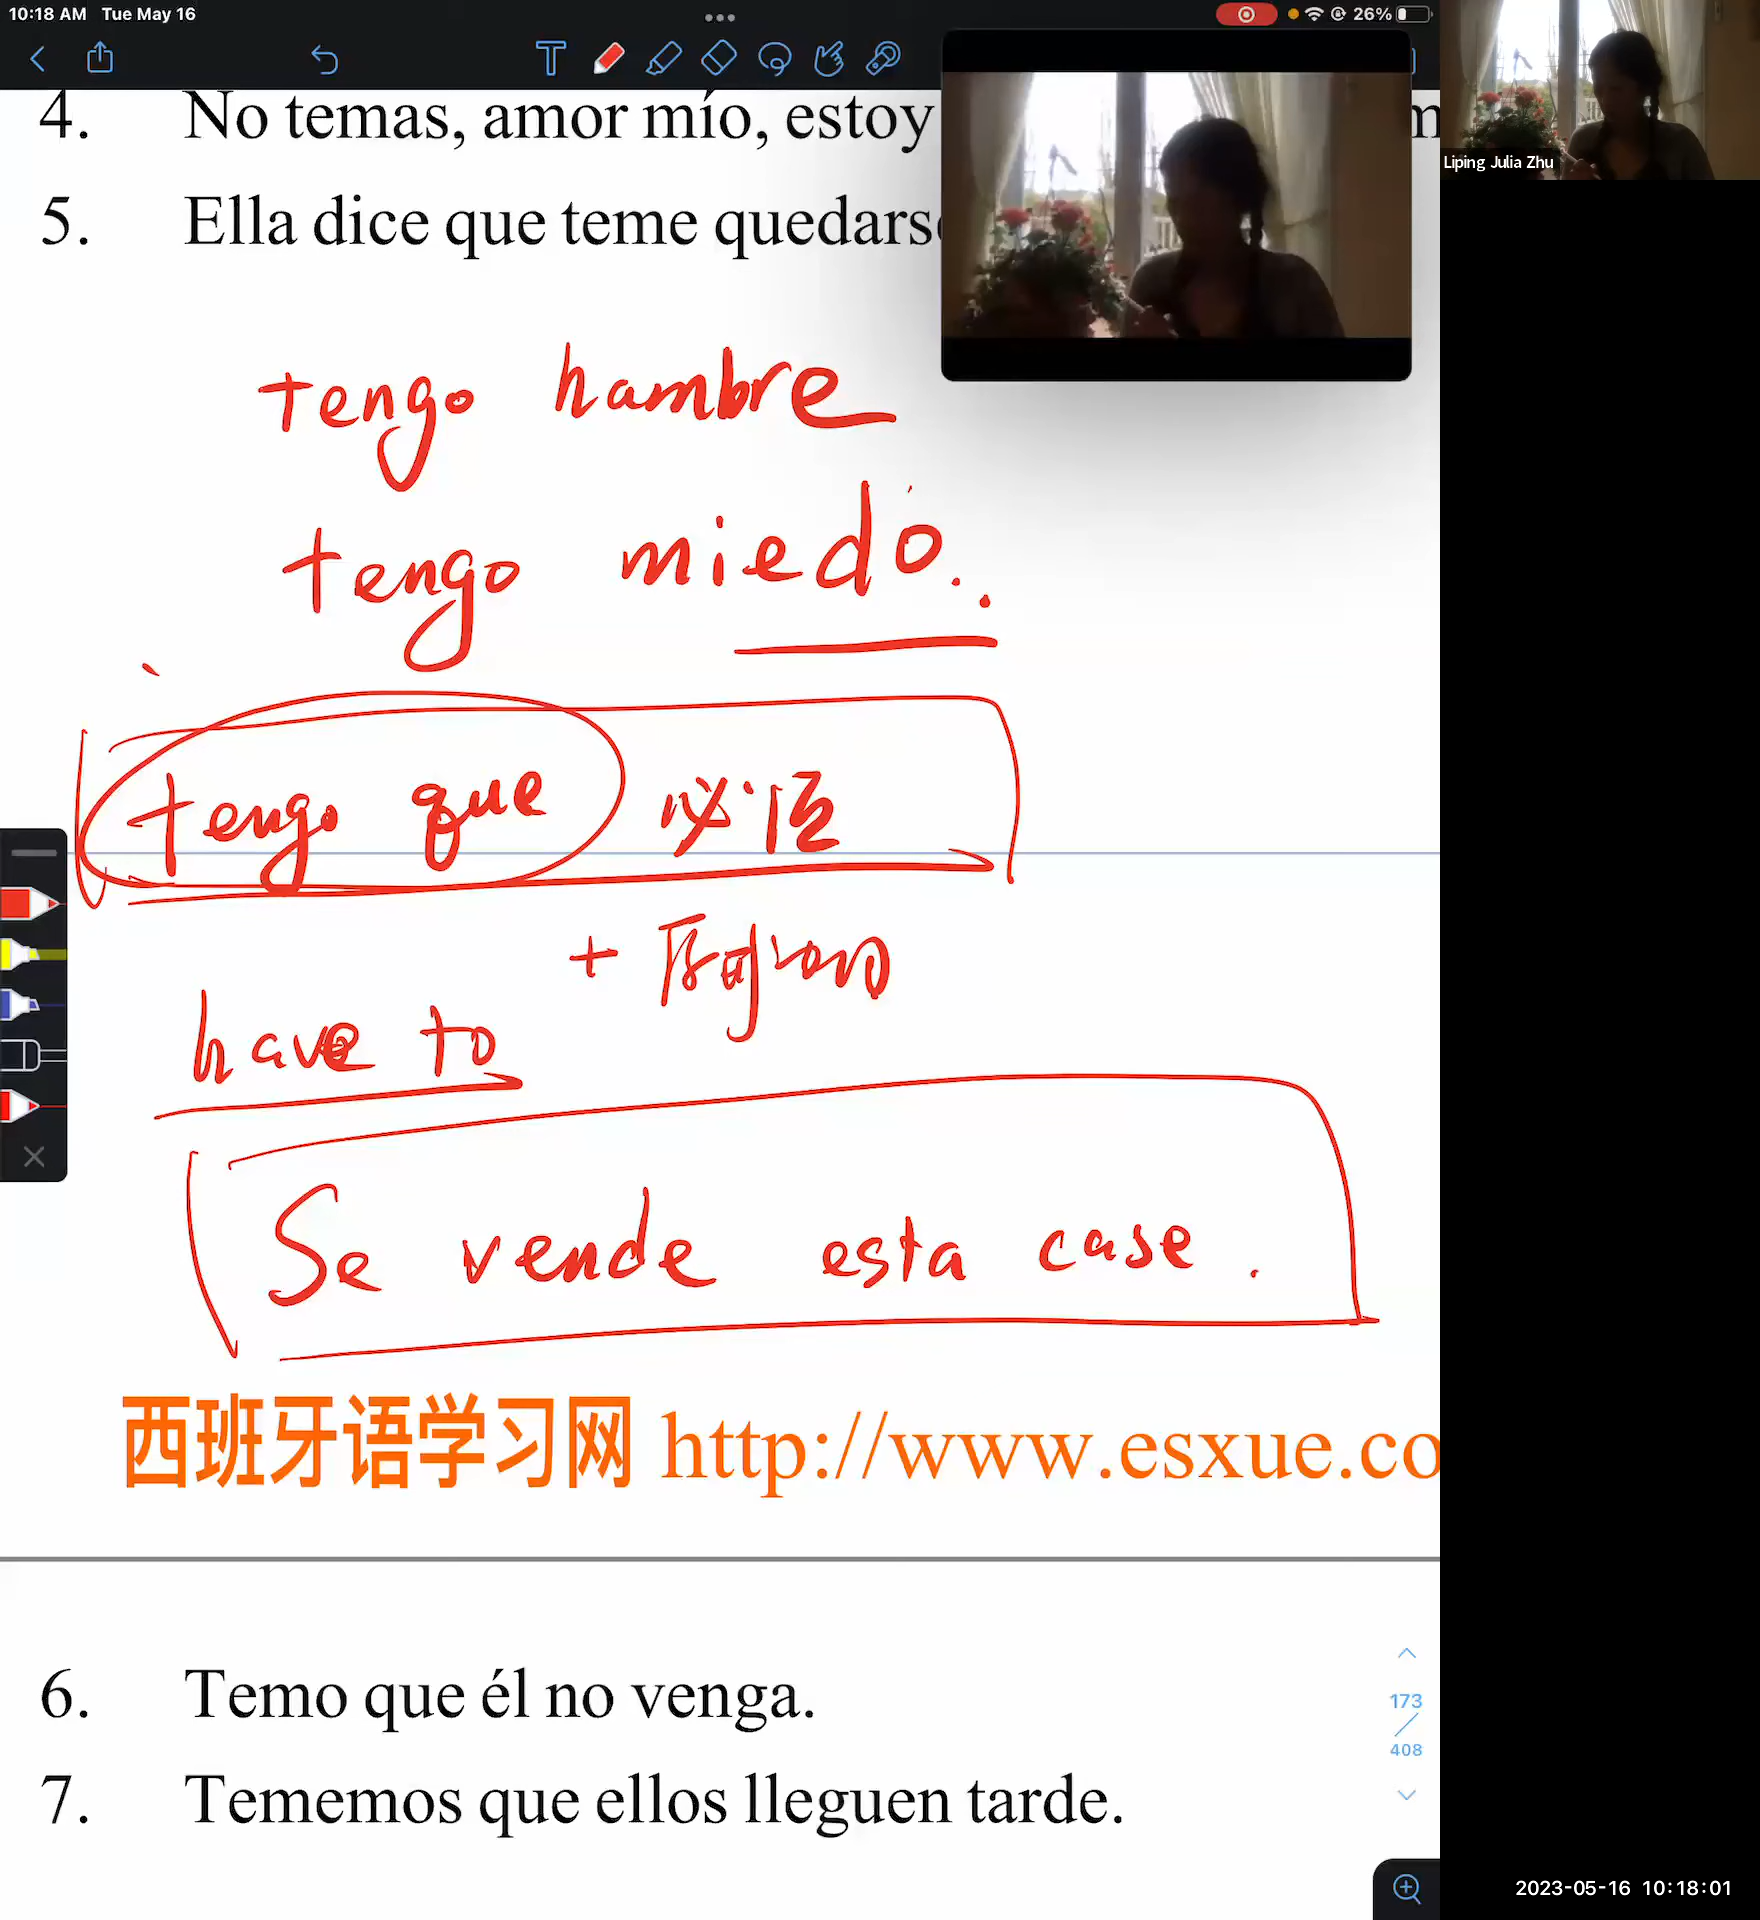 10:18 AM Tue May 16
26%
4. No temas, amor mío, estoy
5. Ella dice que teme quedars
Liping Julia Zhu
tengo hambre
tengo miedo.
tengo que 必须
+
have to
Se vende esta case.
西班牙语学习网 http://www.esxue.co
6. Temo que él no venga.
173
408
7. Tememos que ellos lleguen tarde.
2023-05-16 10:18:01